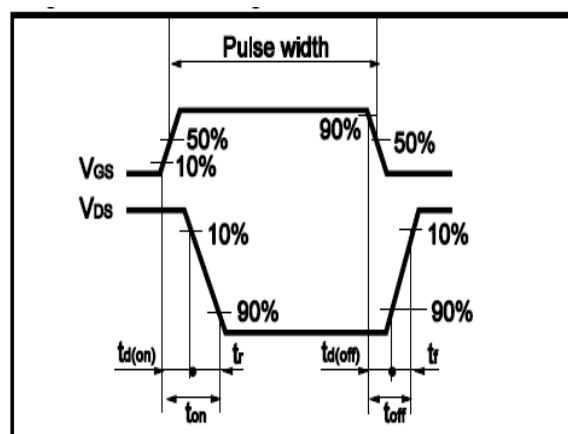 Pulse width
90%
50% 50%
10%
VGS
VDS
10% 10%
90% 90%
td(on) tr td(off) tf
ton toff